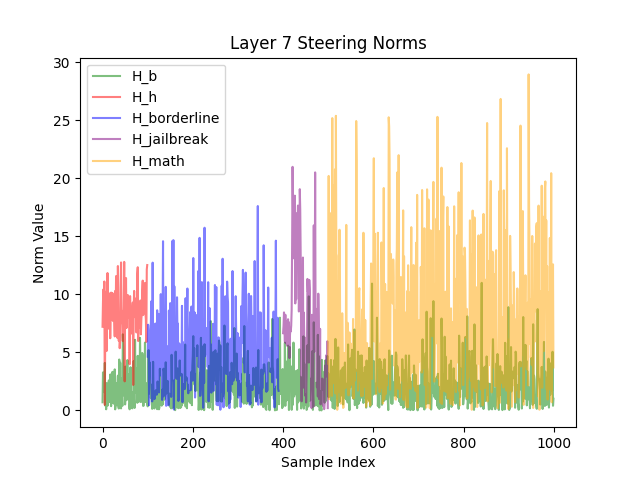 Layer 7 Steering Norms
30
25
20
15
10
5
0
Norm Value
H_b
H_h
H_borderline
H_jailbreak
H_math
0
200
400
600
800
1000
Sample Index